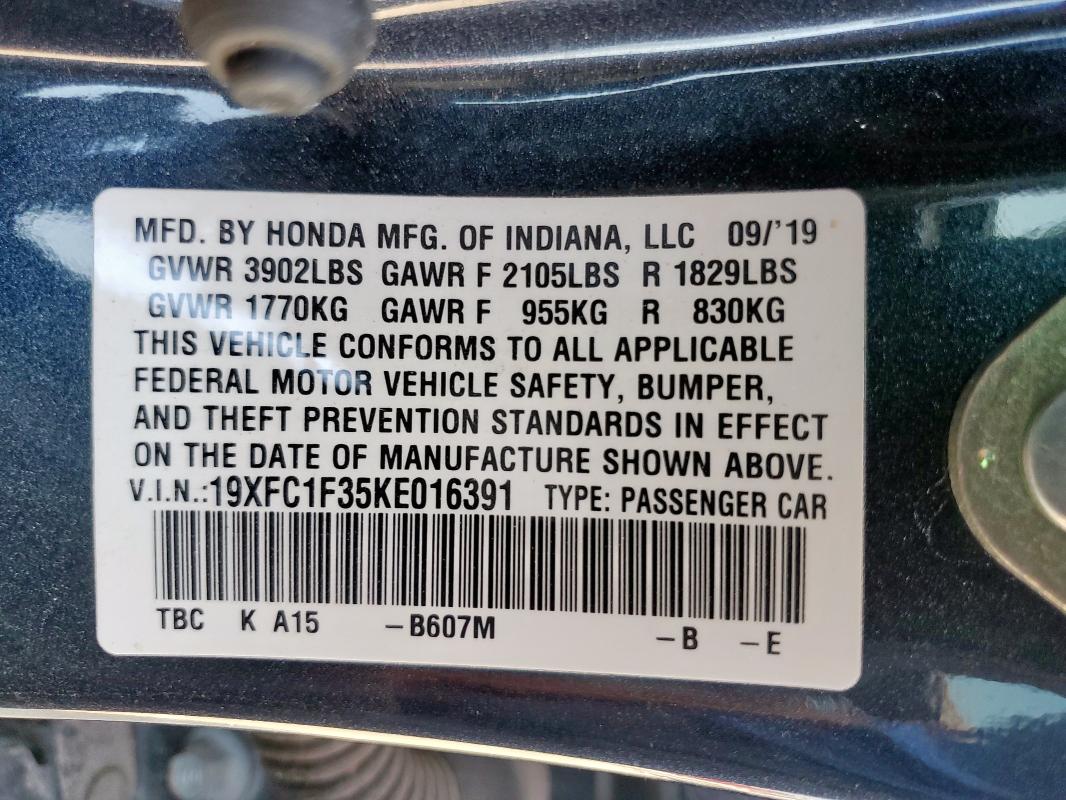 MFD. BY HONDA MFG. OF INDIANA, LLC 09/'19
GVWR 3902LBS GAWR F 2105LBS R 1829LBS
GVWR 1770KG GAWR F 955KG R 830KG
THIS VEHICLE CONFORMS TO ALL APPLICABLE
FEDERAL MOTOR VEHICLE SAFETY, BUMPER,
AND THEFT PREVENTION STANDARDS IN EFFECT
ON THE DATE OF MANUFACTURE SHOWN ABOVE.
V.I.N.:19XFC1F35KE016391 TYPE: PASSENGER CAR
TBC K A15 –B607M –B –E